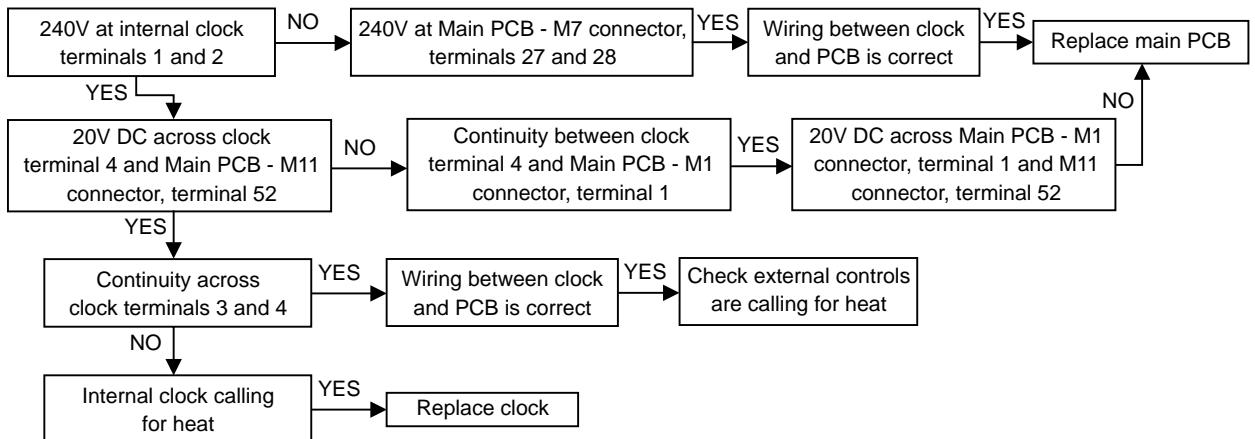 240V at internal clock
terminals 1 and 2
NO
240V at Main PCB - M7 connector,
terminals 27 and 28
YES
Wiring between clock
and PCB is correct
YES
Replace main PCB
YES
NO
20V DC across clock
terminal 4 and Main PCB - M11
connector, terminal 52
NO
Continuity between clock
terminal 4 and Main PCB - M1
connector, terminal 1
YES
20V DC across Main PCB - M1
connector, terminal 1 and M11
connector, terminal 52
YES
Continuity across
clock terminals 3 and 4
YES
Wiring between clock
and PCB is correct
YES
Check external controls
are calling for heat
NO
Internal clock calling
for heat
YES
Replace clock